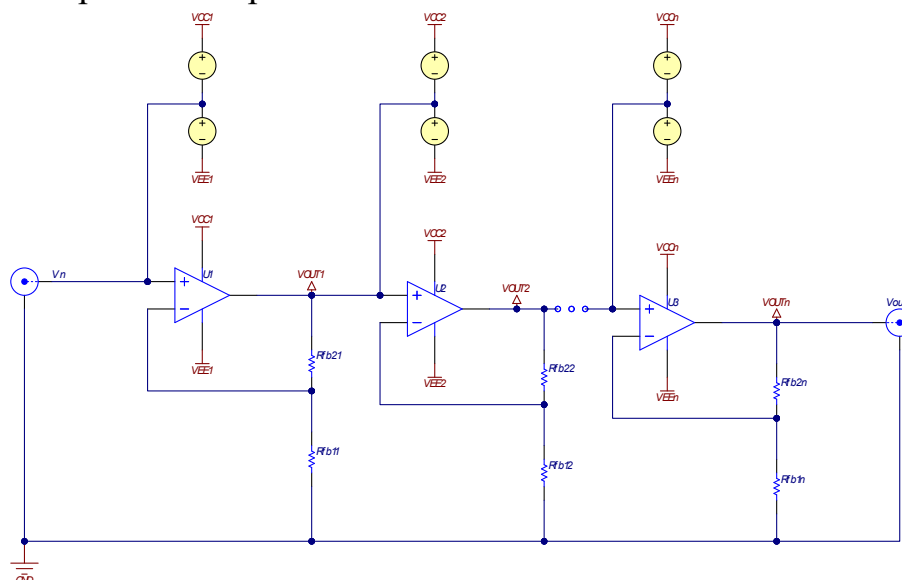 VCC1 VCC2 VCCn
VEE1 VEE2 VEEn
VCC1 VCC2 VCCn
Vin U1 VOUT1 U2 VOUT2 U3 VOUTn Vout
VEE1 VEE2 VEEn
Rfb21 Rfb22 Rfb2n
Rfb11 Rfb12 Rfb1n
GND